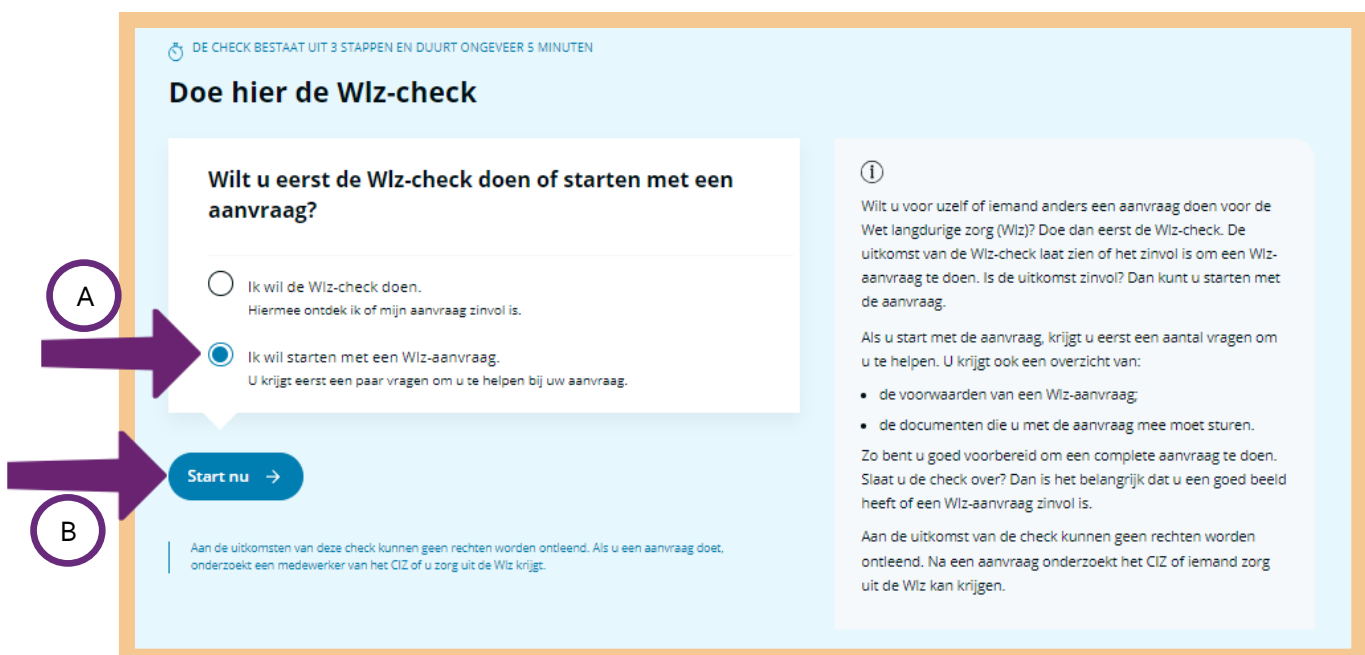 DE CHECK BESTAAT UIT 3 STAPPEN EN DUURT ONGEVEER 5 MINUTEN
Doe hier de Wlz-check
Wilt u eerst de Wlz-check doen of starten met een
aanvraag?
A
Ik wil de Wlz-check doen.
Hiermee ontdek ik of mijn aanvraag zinvol is.
Ik wil starten met een Wlz-aanvraag.
U krijgt eerst een paar vragen om u te helpen bij uw aanvraag.
Start nu →
B
Aan de uitkomsten van deze check kunnen geen rechten worden ontleend. Als u een aanvraag doet,
onderzoekt een medewerker van het CIZ of u zorg uit de Wlz krijgt.
Wilt u voor uzelf of iemand anders een aanvraag doen voor de
Wet langdurige zorg (Wlz)? Doe dan eerst de Wlz-check. De
uitkomst van de Wlz-check laat zien of het zinvol is om een Wlz-
aanvraag te doen. Is de uitkomst zinvol? Dan kunt u starten met
de aanvraag.
Als u start met de aanvraag, krijgt u eerst een aantal vragen om
u te helpen. U krijgt ook een overzicht van:
• de voorwaarden van een Wlz-aanvraag;
• de documenten die u met de aanvraag mee moet sturen.
Zo bent u goed voorbereid om een complete aanvraag te doen.
Slaat u de check over? Dan is het belangrijk dat u een goed beeld
heeft of een Wlz-aanvraag zinvol is.
Aan de uitkomst van de check kunnen geen rechten worden
ontleend. Na een aanvraag onderzoekt het CIZ of iemand zorg
uit de Wlz kan krijgen.